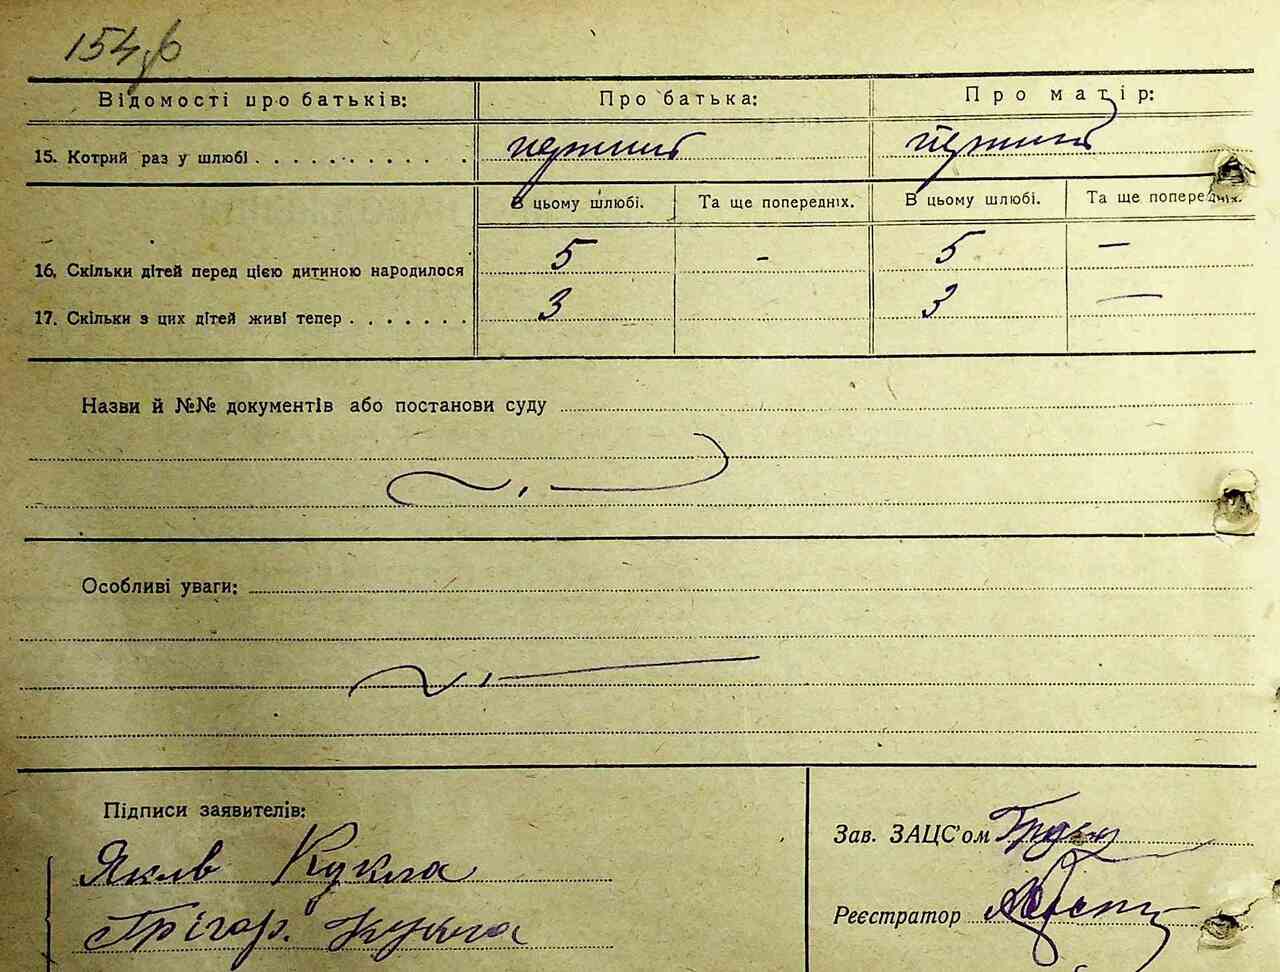 154 зв
Відомості про батьків: Про батька: Про матір:
15. Котрий раз у шлюбі . . . . . . . . . . . . перший перший
В цьому шлюбі. Та ще попередніх. В цьому шлюбі. Та ще попередніх.
16. Скільки дітей перед цією дитиною народилося 5 - 5 —
17. Скільки з цих дітей живі тепер . . . . . . . 3 3 —
Назви й №№ документів або постанови суду
Особливі уваги:
Підписи заявителів:
Зав. ЗАЦС'ом
Яків Кукла
Реєстратор
Грігор. Кукла